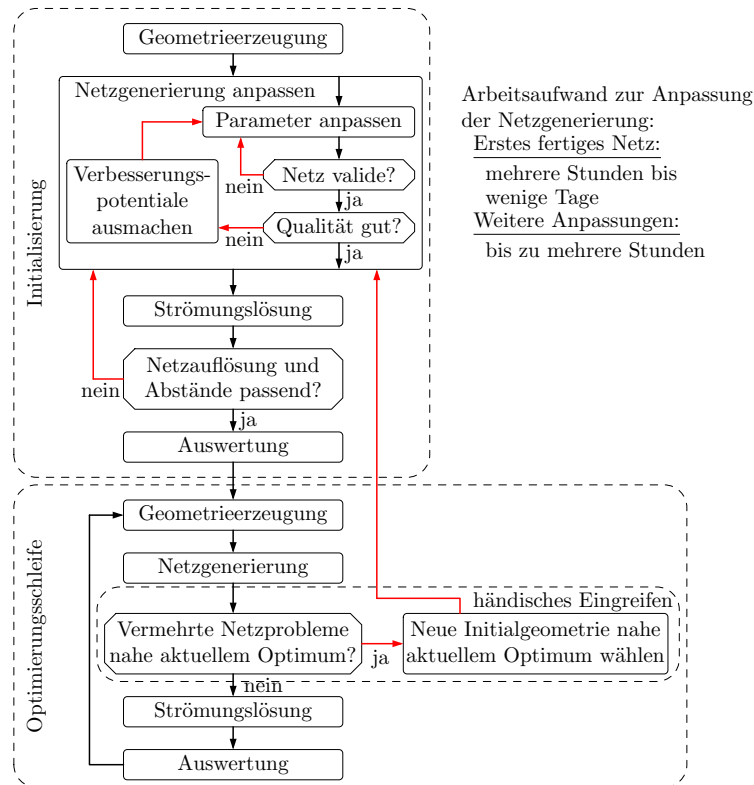 Geometrieerzeugung
Netzgenerierung anpassen
Parameter anpassen
nein
Netz valide?
ja
Verbesserungs-
potentiale
ausmachen
nein
Qualität gut?
ja
Initialisierung
Strömungslösung
Netzauflösung und
Abstände passend?
nein
ja
Auswertung
Arbeitsaufwand zur Anpassung
der Netzgenerierung:
Erstes fertiges Netz:
mehrere Stunden bis
wenige Tage
Weitere Anpassungen:
bis zu mehrere Stunden
Optimierungsschleife
Geometrieerzeugung
Netzgenerierung
händisches Eingreifen
Vermehrte Netzprobleme
nahe aktuellem Optimum?
ja
Neue Initialgeometrie nahe
aktuellem Optimum wählen
nein
Strömungslösung
Auswertung